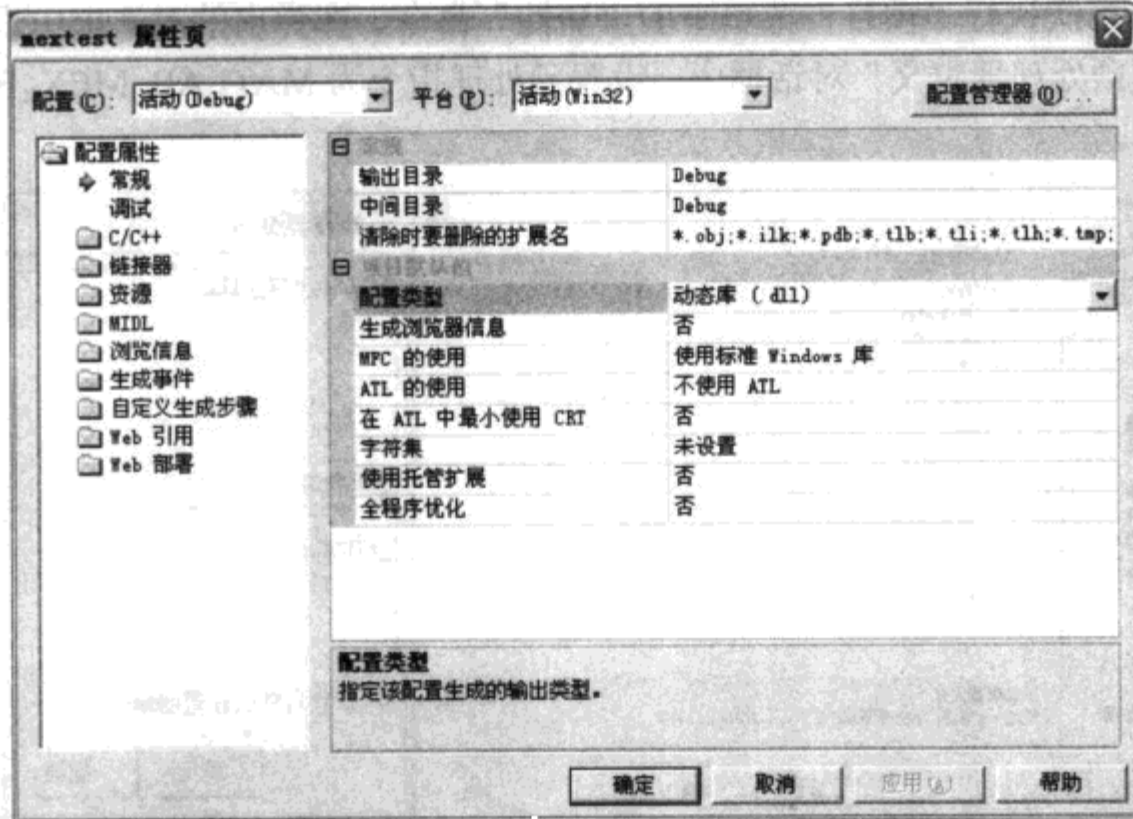 mextest 属性页
配置(C): 活动(Debug) 平台(P): 活动(Win32) 配置管理器(O)...
配置属性
常规
调试
C/C++
链接器
资源
MIDL
浏览信息
生成事件
自定义生成步骤
Web 引用
Web 部署
常规
输出目录 Debug
中间目录 Debug
清除时要删除的扩展名 *.obj;*.ilk;*.pdb;*.tlb;*.tli;*.tlh;*.tmp;
项目默认值
配置类型 动态库 (.dll)
生成浏览器信息 否
MFC 的使用 使用标准 Windows 库
ATL 的使用 不使用 ATL
在 ATL 中最小使用 CRT 否
字符集 未设置
使用托管扩展 否
全程序优化 否
配置类型
指定该配置生成的输出类型。
确定 取消 应用(A) 帮助